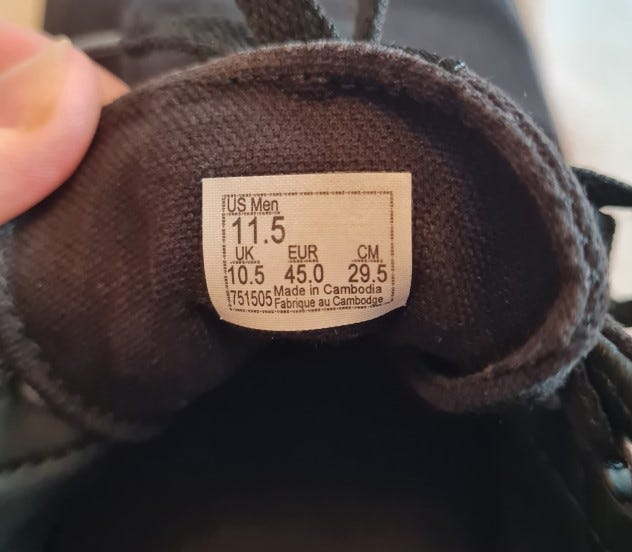 US Men
11.5
UK EUR CM
10.5 45.0 29.5
751505 Made in Cambodia
Fabrique au Cambodge